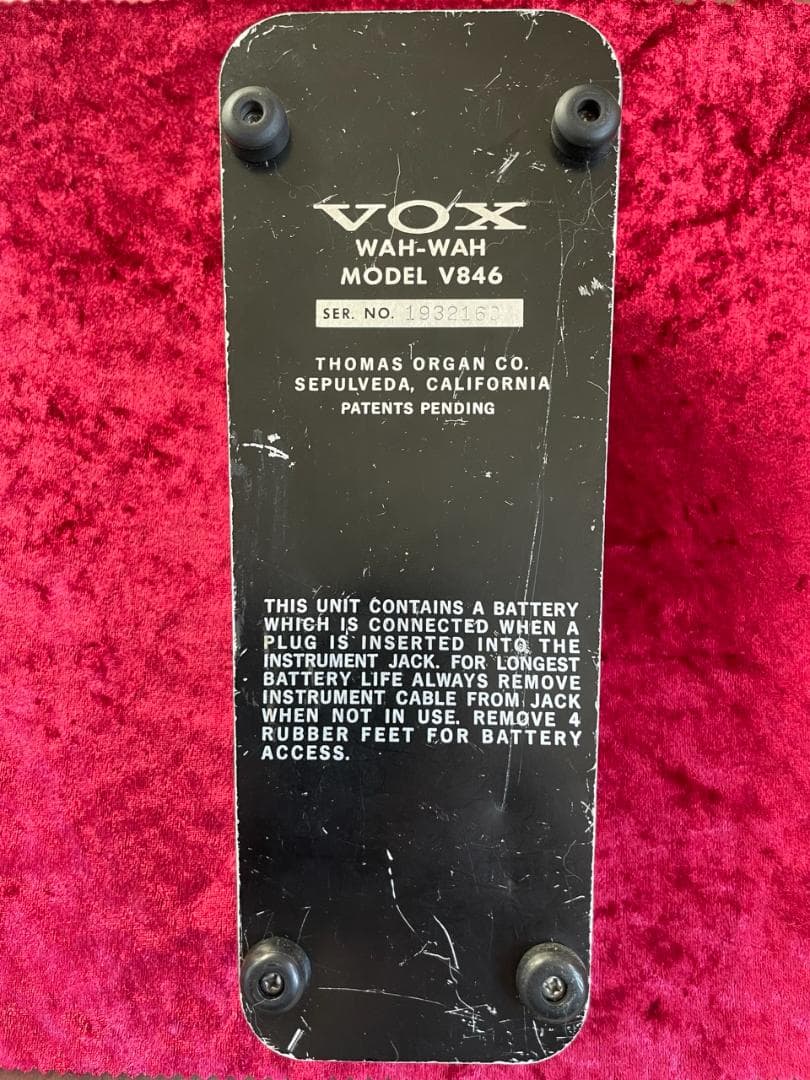 VOX
WAH-WAH
MODEL V846
SER. NO.
THOMAS ORGAN CO.
SEPULVEDA, CALIFORNIA
PATENTS PENDING
THIS UNIT CONTAINS A BATTERY
WHICH IS CONNECTED WHEN A
PLUG IS INSERTED INTO THE
INSTRUMENT JACK. FOR LONGEST
BATTERY LIFE ALWAYS REMOVE
INSTRUMENT CABLE FROM JACK
WHEN NOT IN USE. REMOVE 4
RUBBER FEET FOR BATTERY
ACCESS.